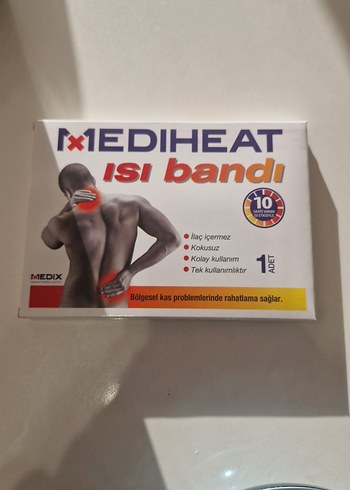 MEDIHEAT
ısı bandı
10
İlaç içermez
Kokusuz
Kolay kullanım
Tek kullanımlıktır
1 ADET
MEDIX
Bölgesel kas problemlerinde rahatlama sağlar.